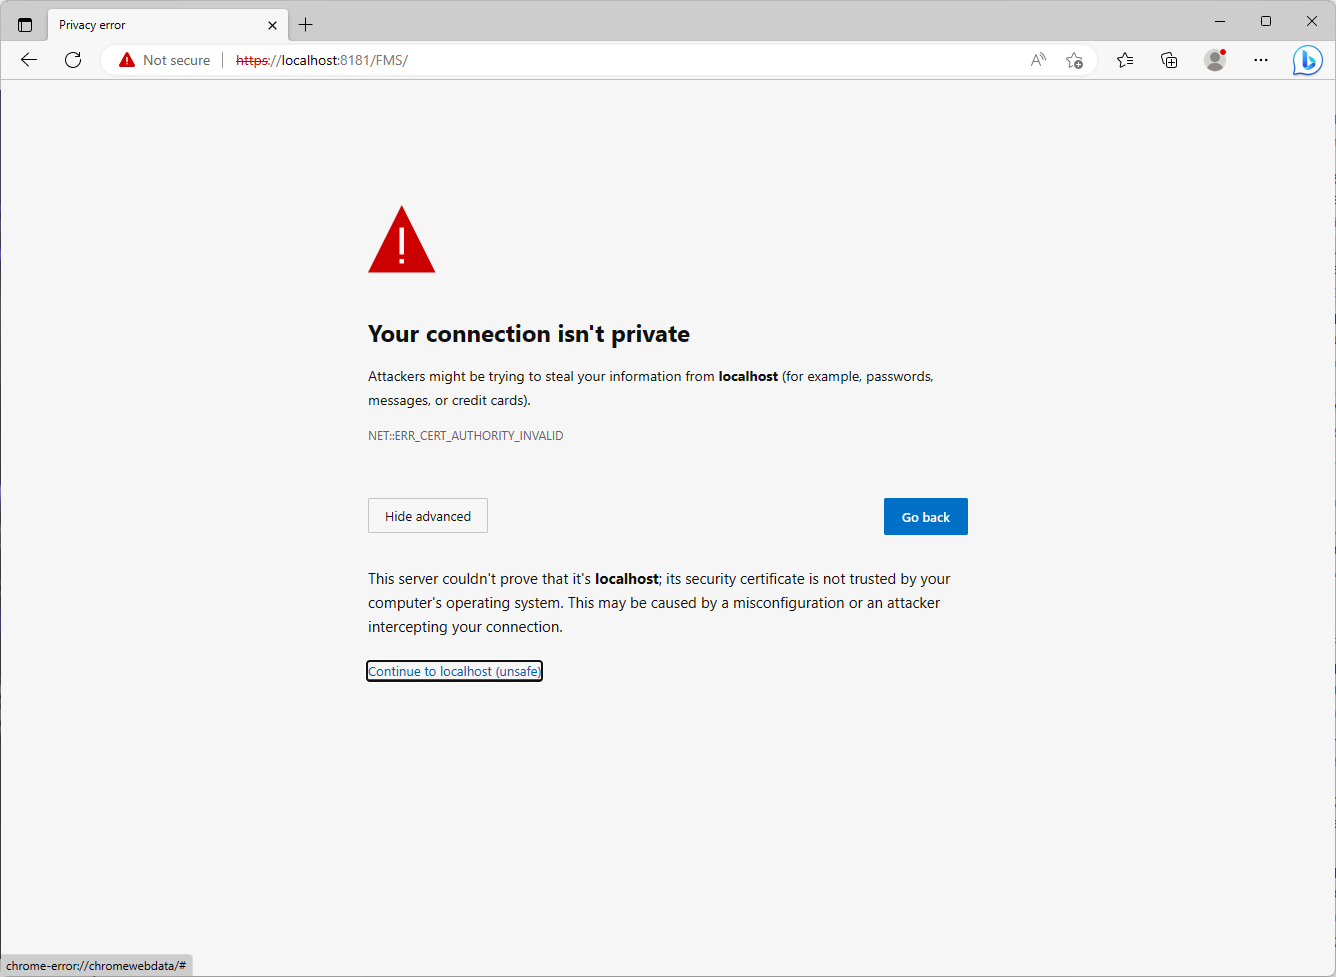 Privacy error
Not secure
https://localhost:8181/FMS/
Your connection isn't private
Attackers might be trying to steal your information from localhost (for example, passwords,
messages, or credit cards).
NET::ERR_CERT_AUTHORITY_INVALID
Hide advanced
Go back
This server couldn't prove that it's localhost; its security certificate is not trusted by your
computer's operating system. This may be caused by a misconfiguration or an attacker
intercepting your connection.
Continue to localhost (unsafe)
chrome-error://chromewebdata/#